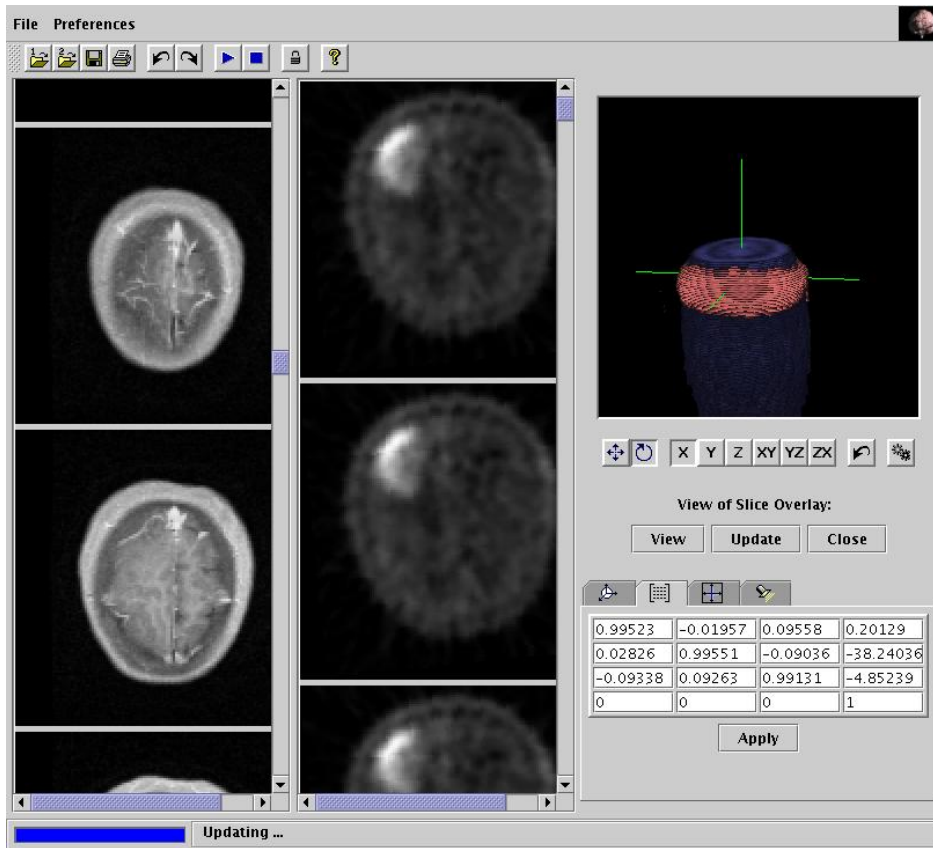 File Preferences
1 2 ?
X Y Z XY YZ ZX
View of Slice Overlay:
View Update Close
0.99523 -0.01957 0.09558 0.20129
0.02826 0.99551 -0.09036 -38.24036
-0.09338 0.09263 0.99131 -4.85239
0 0 0 1
Apply
Updating ...